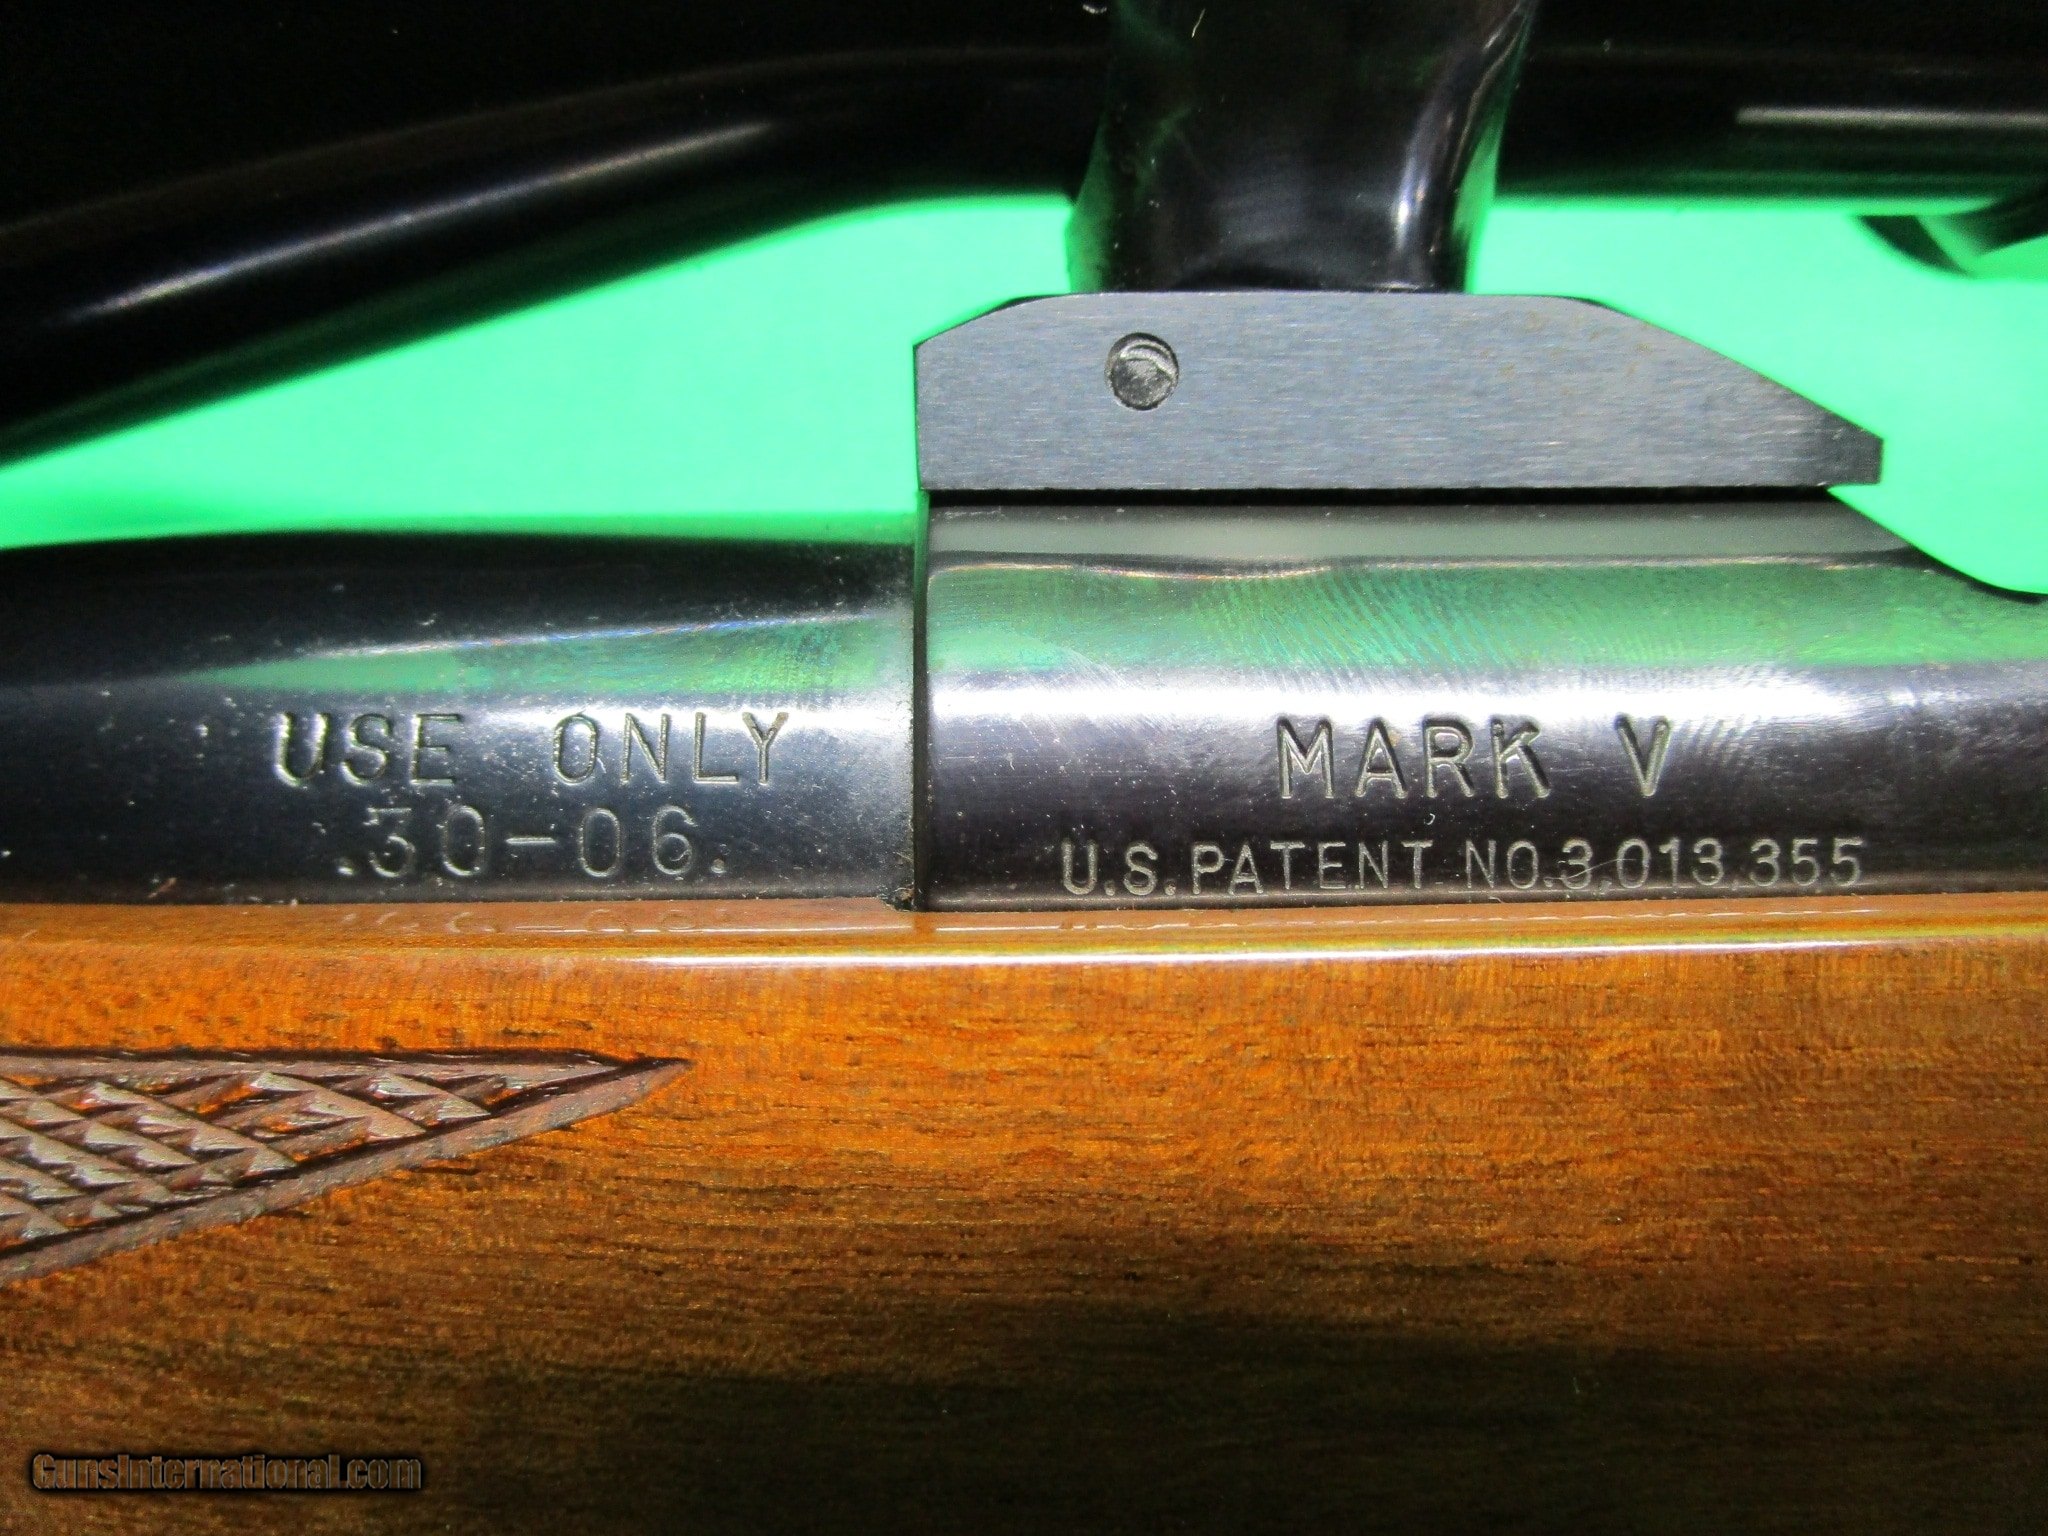 USE ONLY
.30-06.
MARK V
U.S. PATENT NO. 3,013,355
GunsInternational.com